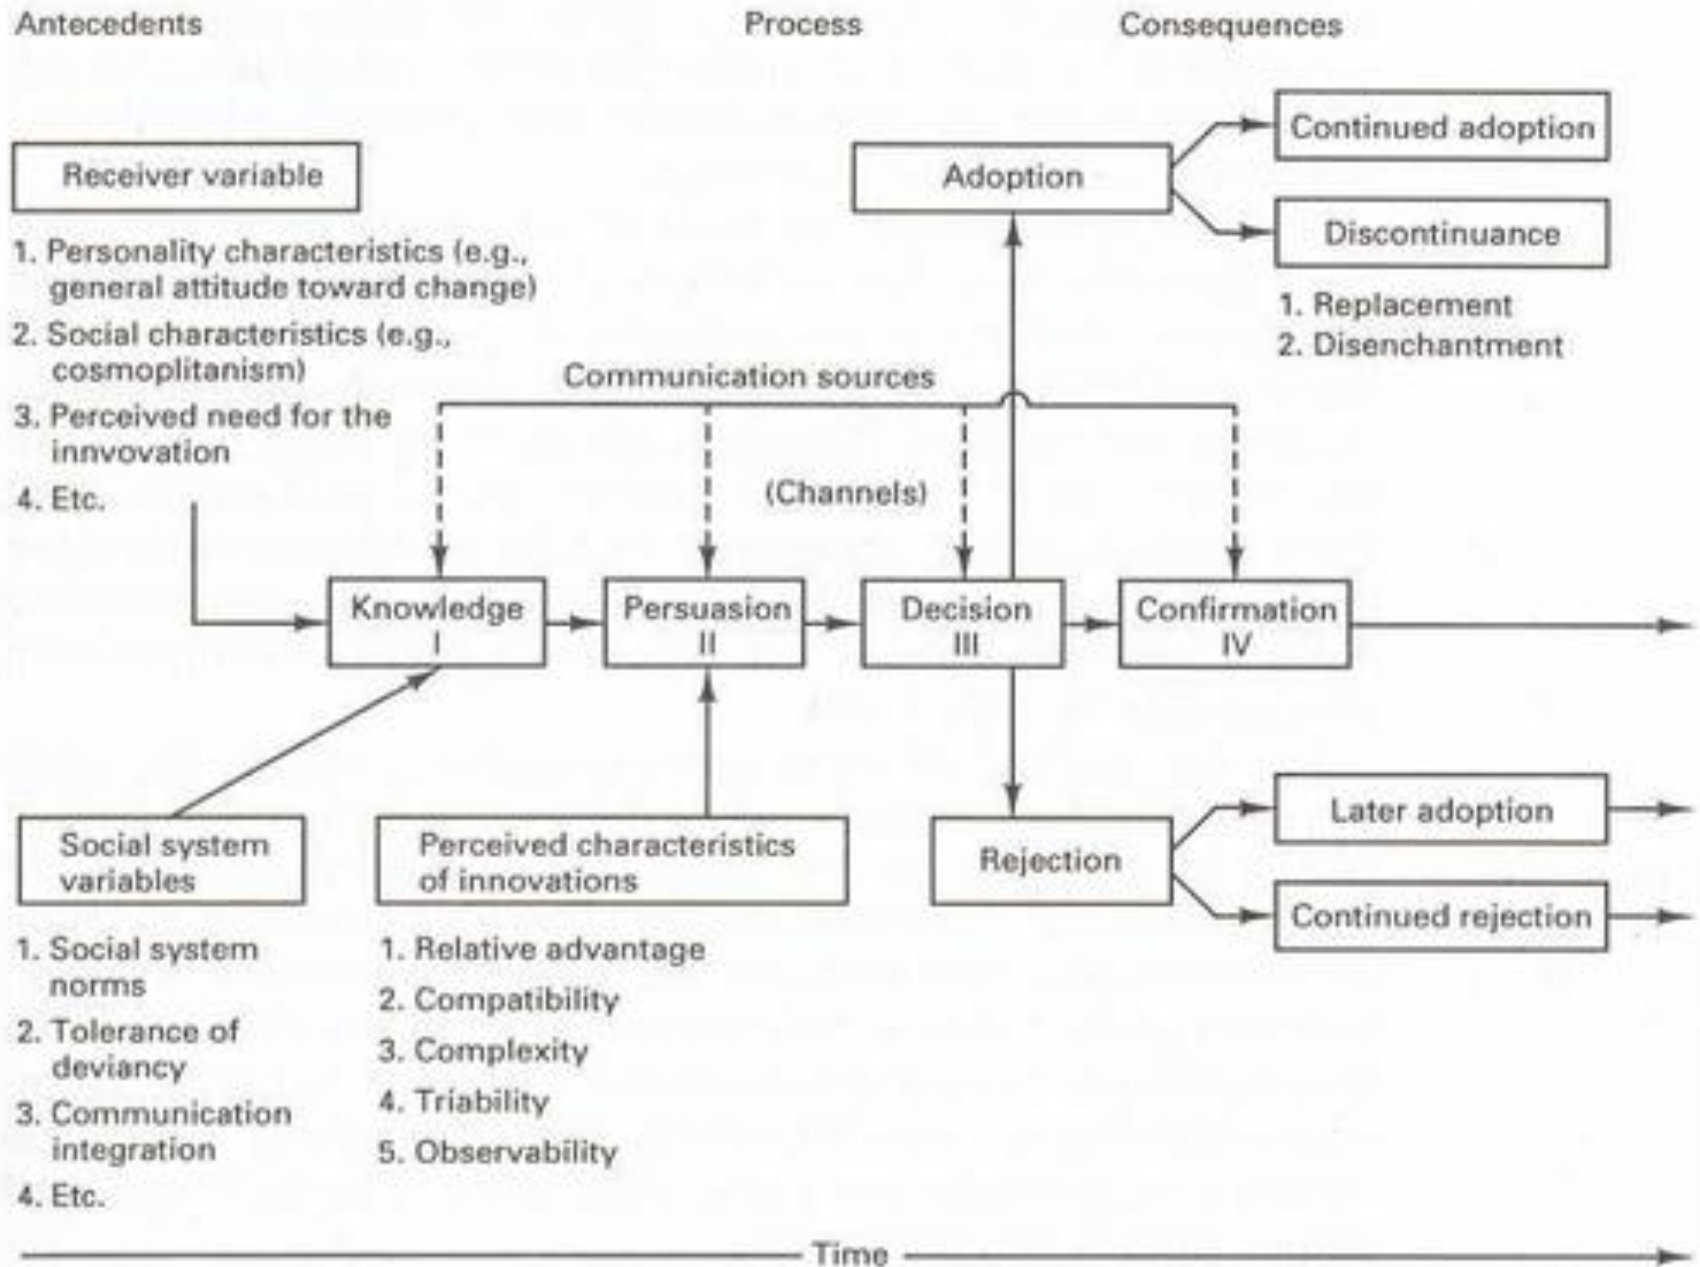 Antecedents
Process
Consequences
Receiver variable
1. Personality characteristics (e.g.,
general attitude toward change)
2. Social characteristics (e.g.,
cosmoplitanism)
3. Perceived need for the
innvovation
4. Etc.
Adoption
Continued adoption
Discontinuance
1. Replacement
2. Disenchantment
Communication sources
(Channels)
Knowledge
I
Persuasion
II
Decision
III
Confirmation
IV
Social system
variables
1. Social system
norms
2. Tolerance of
deviancy
3. Communication
integration
4. Etc.
Perceived characteristics
of innovations
1. Relative advantage
2. Compatibility
3. Complexity
4. Triability
5. Observability
Rejection
Later adoption
Continued rejection
Time